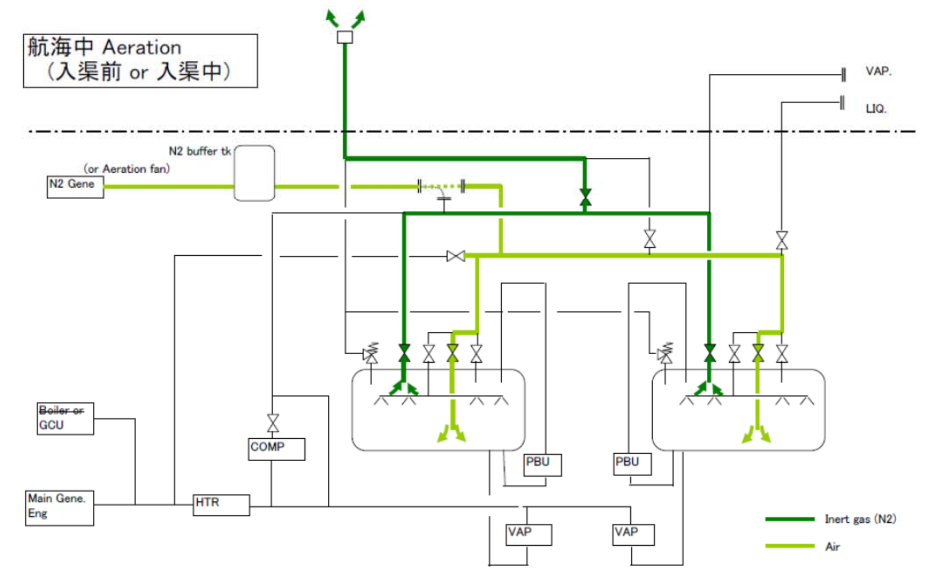 航海中 Aeration
(入渠前 or 入渠中)
VAP.
LIQ.
N2 buffer tk
(or Aeration fan)
N2 Gene
Boiler or
GCU
COMP
PBU
PBU
Main Gene.
Eng
HTR
VAP
VAP
Inert gas (N2)
Air